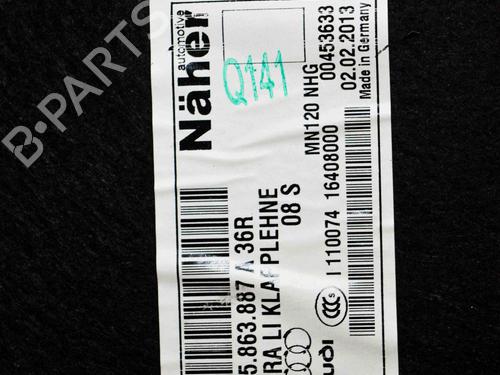 Näher
automotive
Q141
MN120 NHG
00453633
02.02.2013
Made in Germany
5.863.887 A 36R
RA LI KLAPPLEHNE
08 S
I 110074 16408000
CCC S
B-PARTS